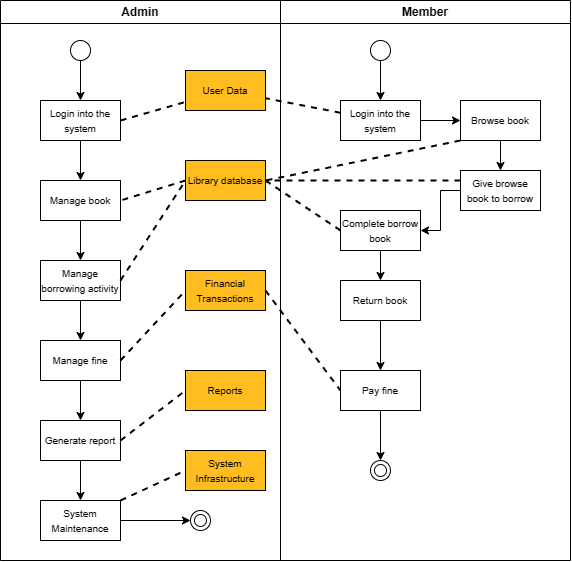 Admin
Member
User Data
Login into the
system
Login into the
system
Browse book
Library database
Manage book
Give browse
book to borrow
Complete borrow
book
Manage
borrowing activity
Financial
Transactions
Return book
Manage fine
Reports
Pay fine
Generate report
System
Infrastructure
System
Maintenance